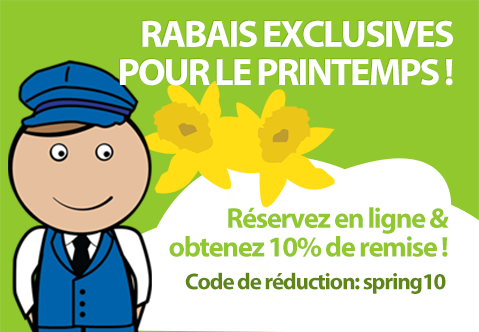 RABAIS EXCLUSIVES
POUR LE PRINTEMPS !
Réservez en ligne &
obtenez 10% de remise !
Code de réduction: spring10